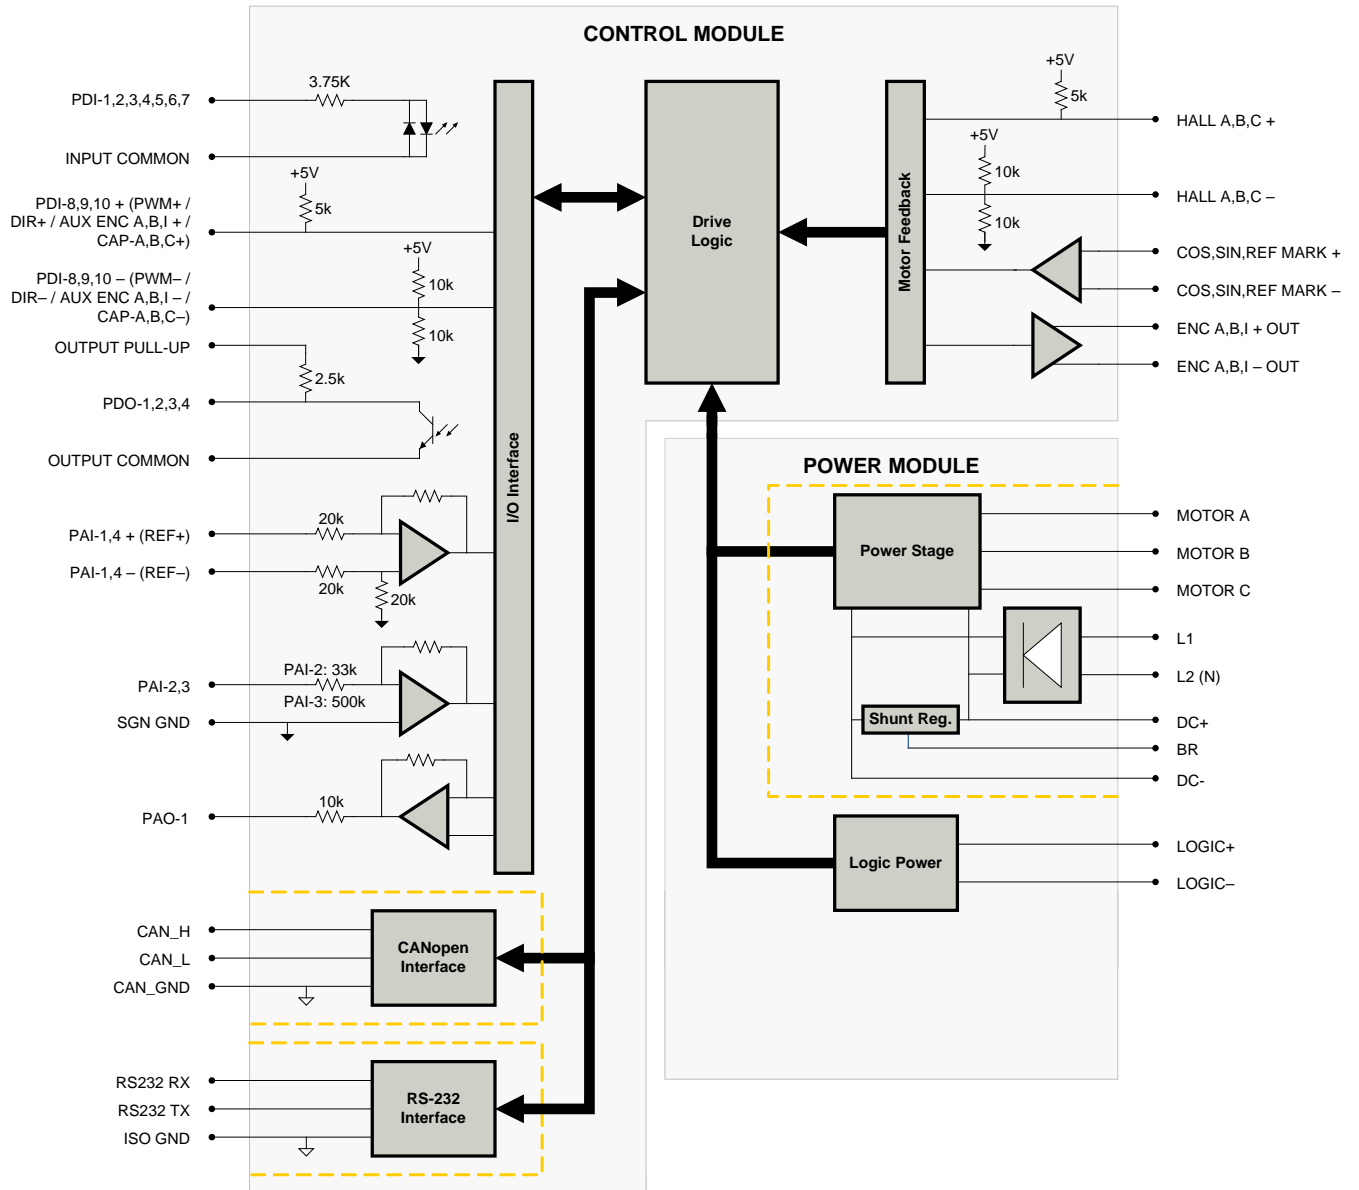 CONTROL MODULE
PDI-1,2,3,4,5,6,7
3.75K
INPUT COMMON
+5V
5k
PDI-8,9,10 + (PWM+ /
DIR+ / AUX ENC A,B,I + /
CAP-A,B,C+)
+5V
10k
10k
PDI-8,9,10 – (PWM– /
DIR– / AUX ENC A,B,I – /
CAP-A,B,C–)
OUTPUT PULL-UP
2.5k
PDO-1,2,3,4
OUTPUT COMMON
20k
PAI-1,4 + (REF+)
PAI-1,4 – (REF–)
20k
20k
PAI-2: 33k
PAI-2,3
PAI-3: 500k
SGN GND
10k
PAO-1
I/O Interface
CAN_H
CAN_L
CAN_GND
CANopen
Interface
RS232 RX
RS232 TX
ISO GND
RS-232
Interface
Drive
Logic
Motor Feedback
+5V
5k
HALL A,B,C +
+5V
10k
10k
HALL A,B,C –
COS,SIN,REF MARK +
COS,SIN,REF MARK –
ENC A,B,I + OUT
ENC A,B,I – OUT
POWER MODULE
Power Stage
MOTOR A
MOTOR B
MOTOR C
L1
L2 (N)
Shunt Reg.
DC+
BR
DC-
Logic Power
LOGIC+
LOGIC–